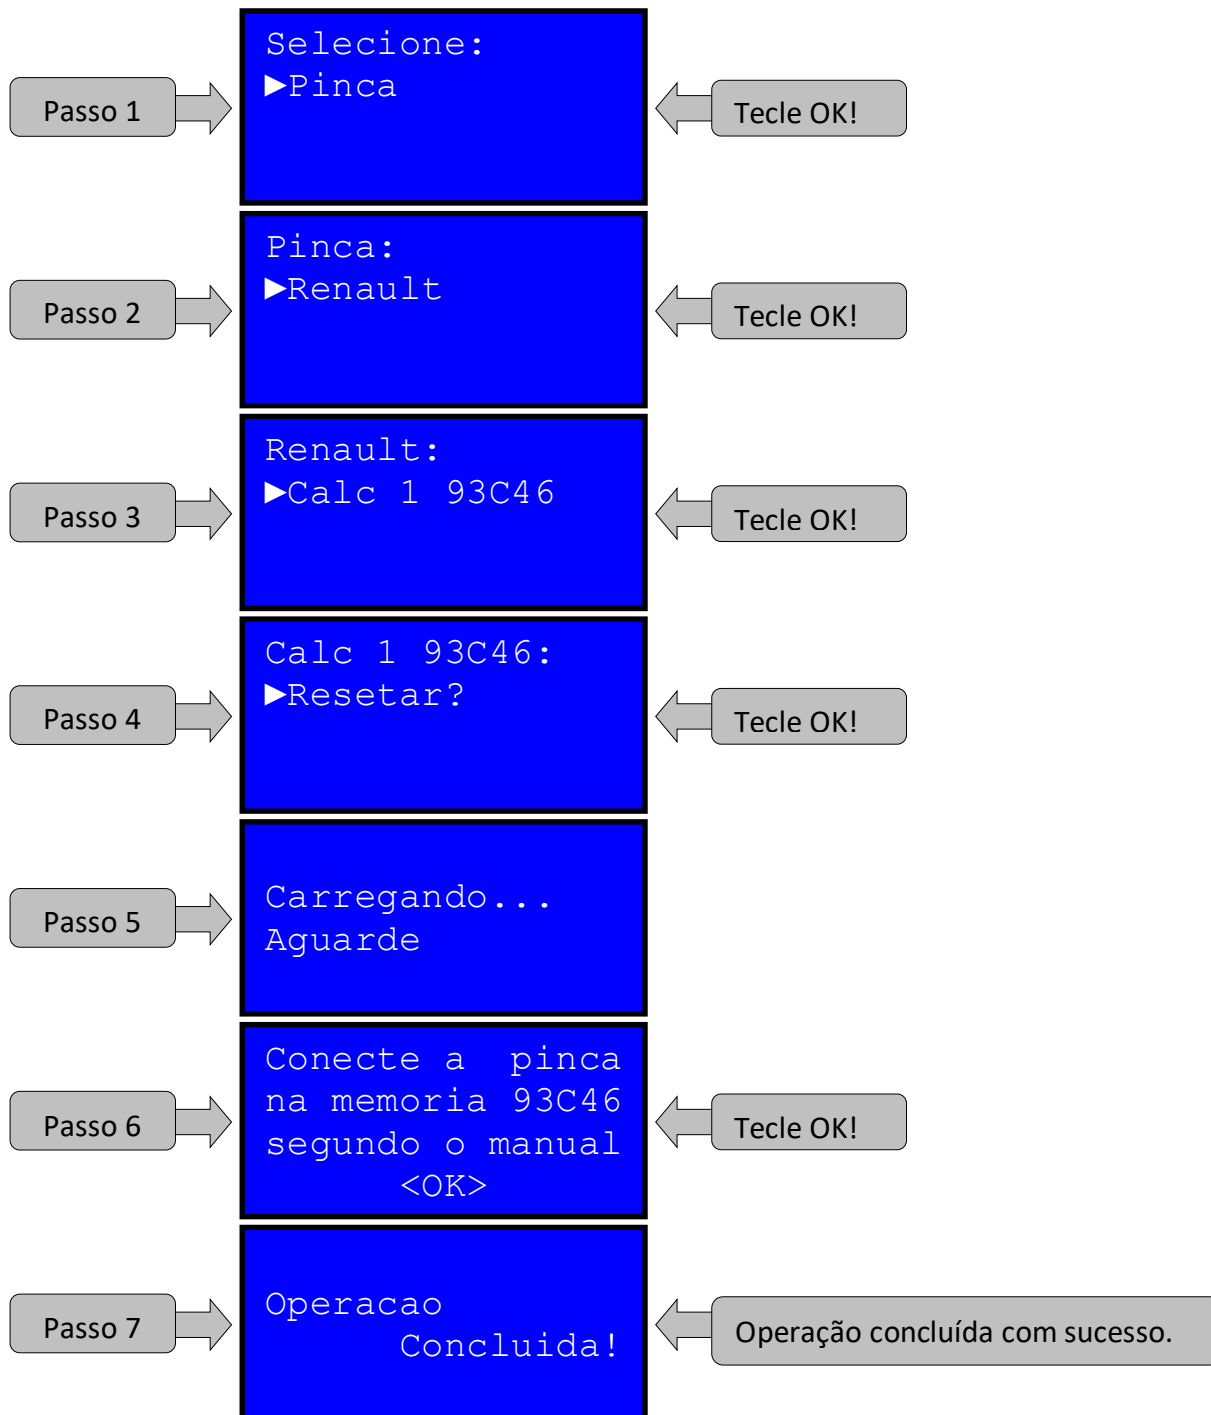 Passo 1
Selecione:
►Pinca
Tecle OK!
Passo 2
Pinca:
►Renault
Tecle OK!
Passo 3
Renault:
►Calc 1 93C46
Tecle OK!
Passo 4
Calc 1 93C46:
►Resetar?
Tecle OK!
Passo 5
Carregando...
Aguarde
Passo 6
Conecte a pinca
na memoria 93C46
segundo o manual
<OK>
Tecle OK!
Passo 7
Operacao
Concluida!
Operação concluída com sucesso.